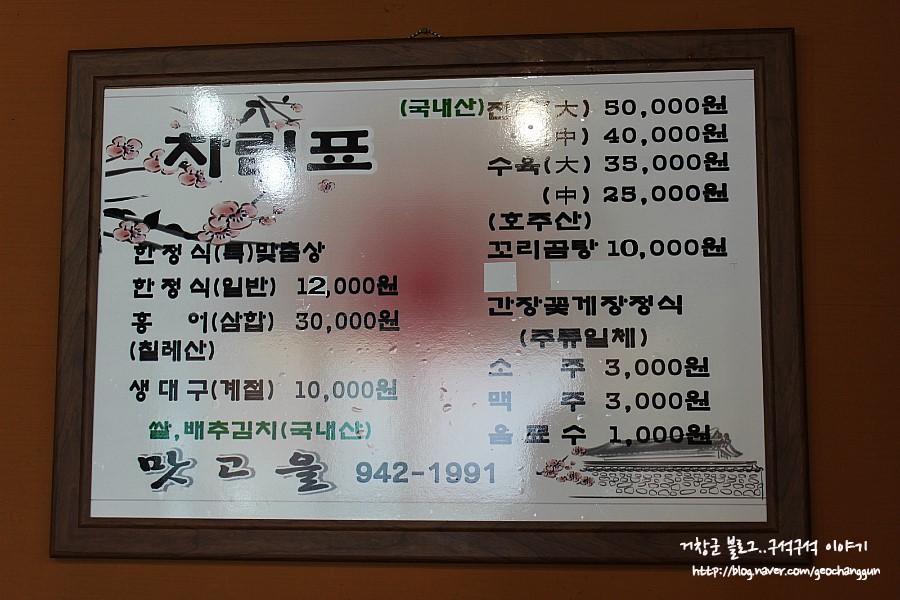 차림표
한정식(특)맞춤상
한정식(일반) 12,000원
홍 어(삼합) 30,000원
(칠레산)
생대구(계절) 10,000원
쌀,배추김치(국내산)
맛고을 942-1991
(국내산) (大) 50,000원
(中) 40,000원
수육(大) 35,000원
(中) 25,000원
(호주산)
꼬리곰탕 10,000원
간장꽃게장정식
(주류일체)
소 주 3,000원
맥 주 3,000원
음료수 1,000원
거창군 블로그..구석구석 이야기
http://blog.naver.com/geochanggun